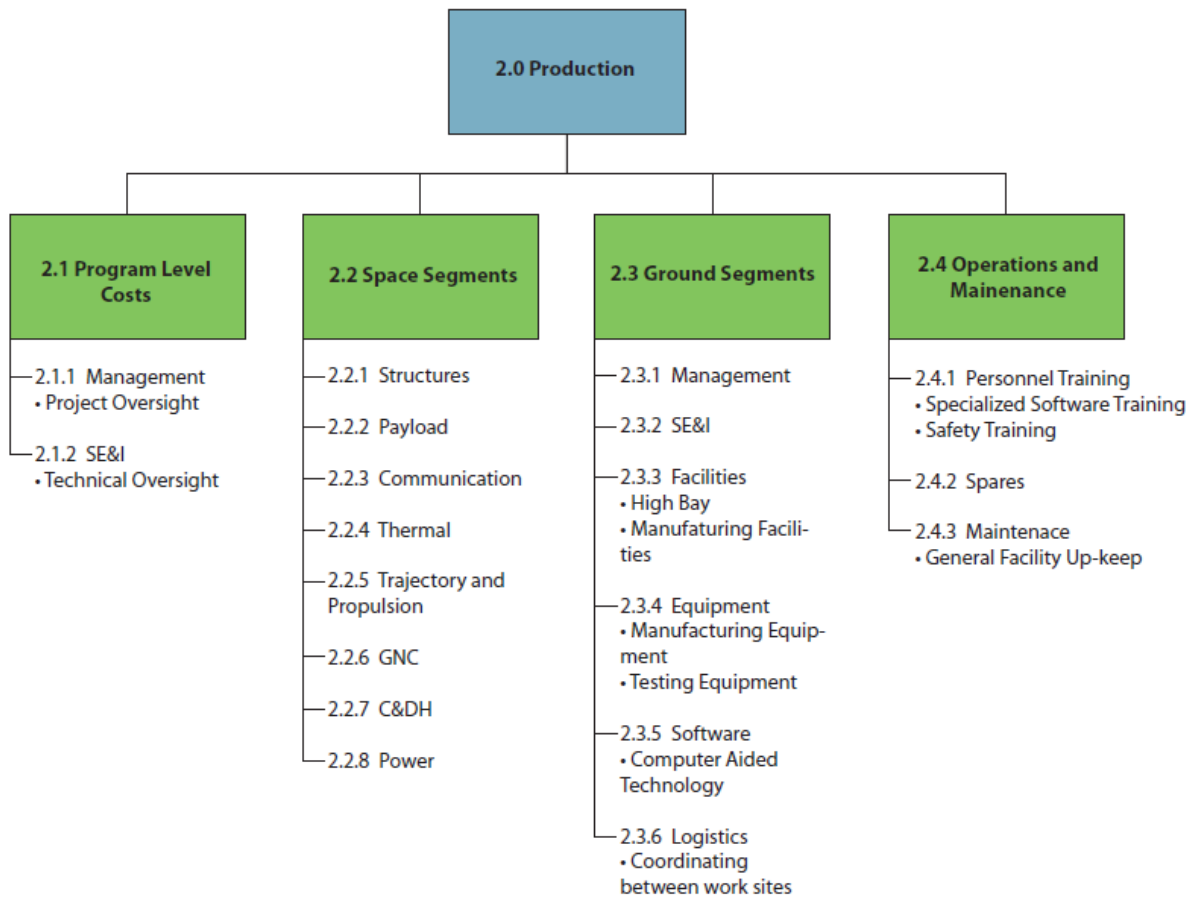 2.0 Production
2.1 Program Level
Costs
2.1.1 Management
• Project Oversight
2.1.2 SE&I
• Technical Oversight
2.2 Space Segments
2.2.1 Structures
2.2.2 Payload
2.2.3 Communication
2.2.4 Thermal
2.2.5 Trajectory and
Propulsion
2.2.6 GNC
2.2.7 C&DH
2.2.8 Power
2.3 Ground Segments
2.3.1 Management
2.3.2 SE&I
2.3.3 Facilities
• High Bay
• Manufaturing Facili-
ties
2.3.4 Equipment
• Manufacturing Equip-
ment
• Testing Equipment
2.3.5 Software
• Computer Aided
Technology
2.3.6 Logistics
• Coordinating
between work sites
2.4 Operations and
Mainenance
2.4.1 Personnel Training
• Specialized Software Training
• Safety Training
2.4.2 Spares
2.4.3 Maintenace
• General Facility Up-keep